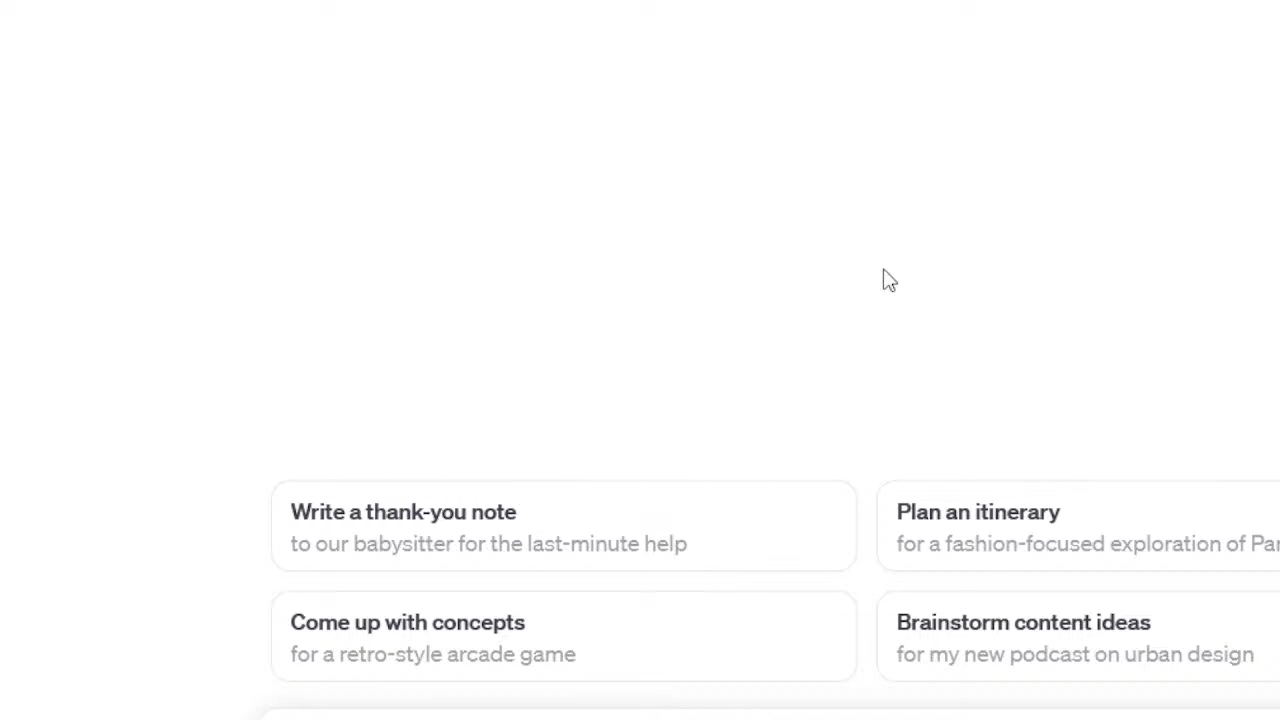 Write a thank-you note
to our babysitter for the last-minute help
Plan an itinerary
for a fashion-focused exploration of
Come up with concepts
for a retro-style arcade game
Brainstorm content ideas
for my new podcast on urban design